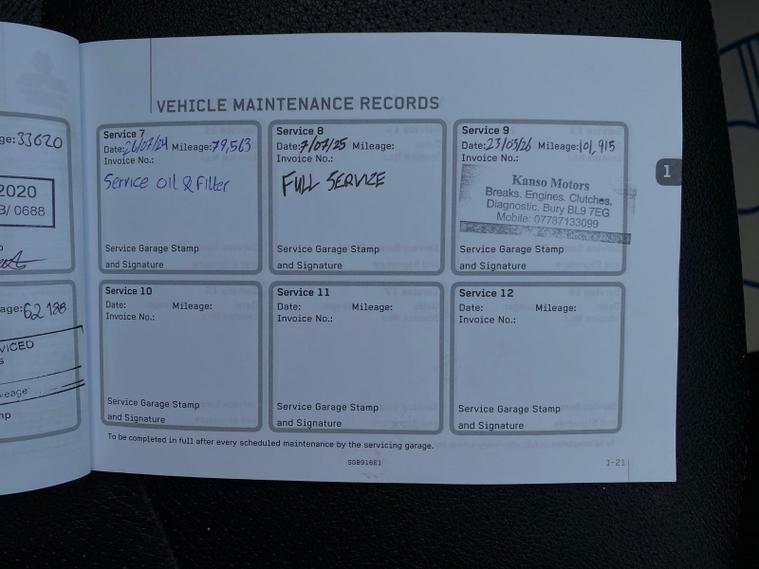 ge:33620
2020
B/ 0688
p
age:62188
VICED
s
eage
mp
VEHICLE MAINTENANCE RECORDS
Service 7
Date:26/07/24 Mileage:79,563
Invoice No.:
Service oil & Filter
Service Garage Stamp
and Signature
Service 8
Date:7/07/25 Mileage:
Invoice No.:
FULL SERVICE
Service Garage Stamp
and Signature
Service 9
Date:23/03/26 Mileage:101,915
Invoice No.:
Kanso Motors
Breaks. Engines. Clutches,
Diagnostic. Bury BL9 7EG
Mobile: 07787133099
Service Garage Stamp
and Signature
1
Service 10
Date: Mileage:
Invoice No.:
Service Garage Stamp
and Signature
Service 11
Date: Mileage:
Invoice No.:
Service Garage Stamp
and Signature
Service 12
Date: Mileage:
Invoice No.:
Service Garage Stamp
and Signature
To be completed in full after every scheduled maintenance by the servicing garage.
SGB916E1
1-21